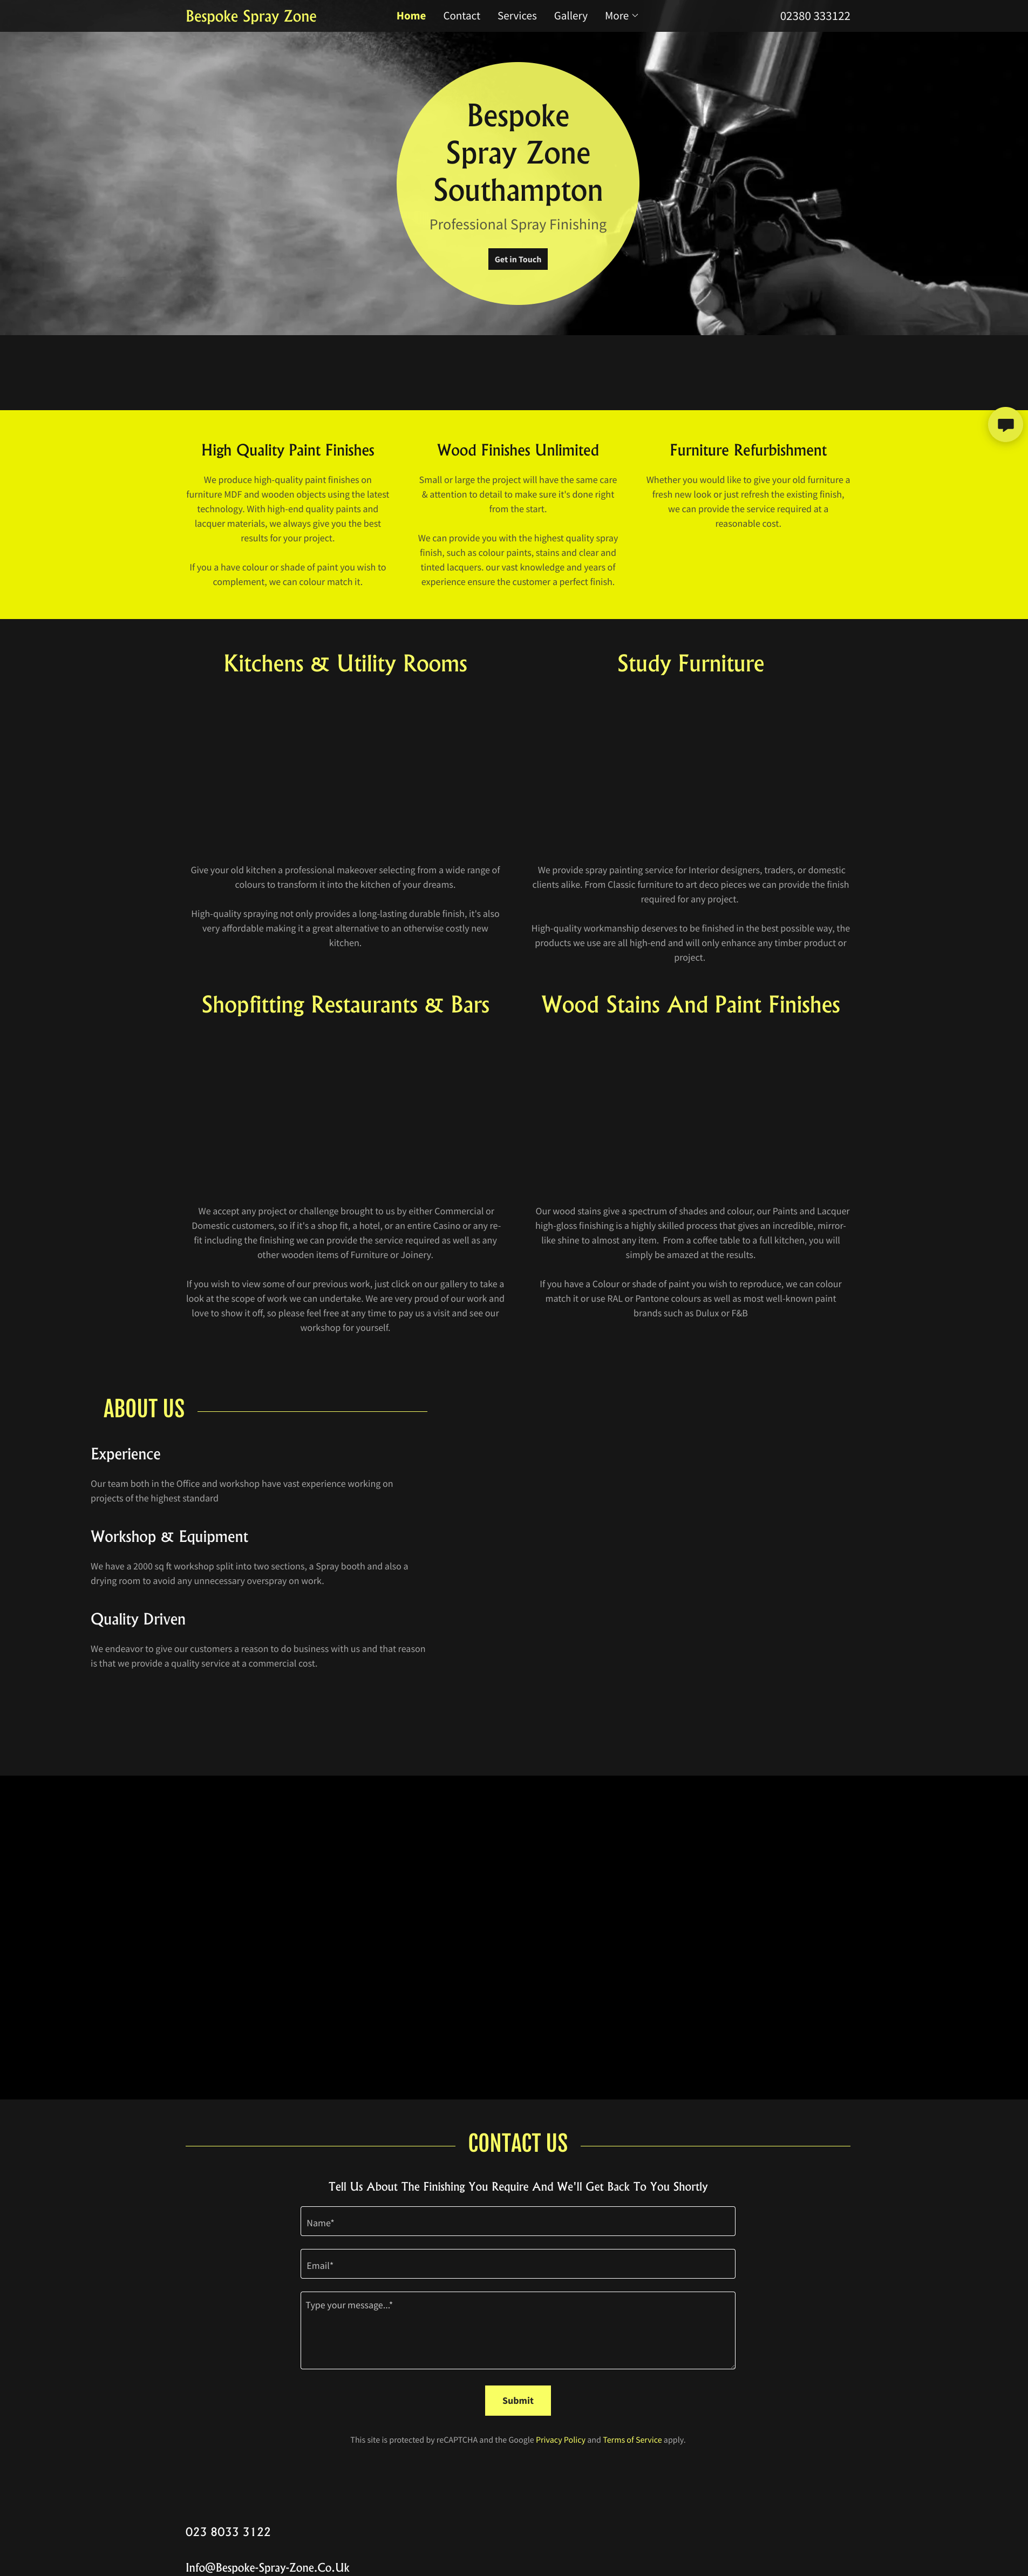 Bespoke Spray Zone
Home Contact Services Gallery More
02380 333122
Bespoke
Spray Zone
Southampton
Professional Spray Finishing
Get in Touch
High Quality Paint Finishes
We produce high-quality paint finishes on
furniture MDF and wooden objects using the latest
technology. With high-end quality paints and
lacquer materials, we always give you the best
results for your project.
If you a have colour or shade of paint you wish to
complement, we can colour match it.
Wood Finishes Unlimited
Small or large the project will have the same care
& attention to detail to make sure it's done right
from the start.
We can provide you with the highest quality spray
finish, such as colour paints, stains and clear and
tinted lacquers. our vast knowledge and years of
experience ensure the customer a perfect finish.
Furniture Refurbishment
Whether you would like to give your old furniture a
fresh new look or just refresh the existing finish,
we can provide the service required at a
reasonable cost.
Kitchens & Utility Rooms
Give your old kitchen a professional makeover selecting from a wide range of
colours to transform it into the kitchen of your dreams.
High-quality spraying not only provides a long-lasting durable finish, it's also
very affordable making it a great alternative to an otherwise costly new
kitchen.
Study Furniture
We provide spray painting service for Interior designers, traders, or domestic
clients alike. From Classic furniture to art deco pieces we can provide the finish
required for any project.
High-quality workmanship deserves to be finished in the best possible way, the
products we use are all high-end and will only enhance any timber product or
project.
Shopfitting Restaurants & Bars
We accept any project or challenge brought to us by either Commercial or
Domestic customers, so if it's a shop fit, a hotel, or an entire Casino or any re-
fit including the finishing we can provide the service required as well as any
other wooden items of Furniture or Joinery.
If you wish to view some of our previous work, just click on our gallery to take a
look at the scope of work we can undertake. We are very proud of our work and
love to show it off, so please feel free at any time to pay us a visit and see our
workshop for yourself.
Wood Stains And Paint Finishes
Our wood stains give a spectrum of shades and colour, our Paints and Lacquer
high-gloss finishing is a highly skilled process that gives an incredible, mirror-
like shine to almost any item. From a coffee table to a full kitchen, you will
simply be amazed at the results.
If you have a Colour or shade of paint you wish to reproduce, we can colour
match it or use RAL or Pantone colours as well as most well-known paint
brands such as Dulux or F&B
ABOUT US
Experience
Our team both in the Office and workshop have vast experience working on
projects of the highest standard
Workshop & Equipment
We have a 2000 sq ft workshop split into two sections, a Spray booth and also a
drying room to avoid any unnecessary overspray on work.
Quality Driven
We endeavor to give our customers a reason to do business with us and that reason
is that we provide a quality service at a commercial cost.
CONTACT US
Tell Us About The Finishing You Require And We'll Get Back To You Shortly
Name*
Email*
Type your message...*
Submit
This site is protected by reCAPTCHA and the Google Privacy Policy and Terms of Service apply.
023 8033 3122
Info@Bespoke-Spray-Zone.Co.Uk